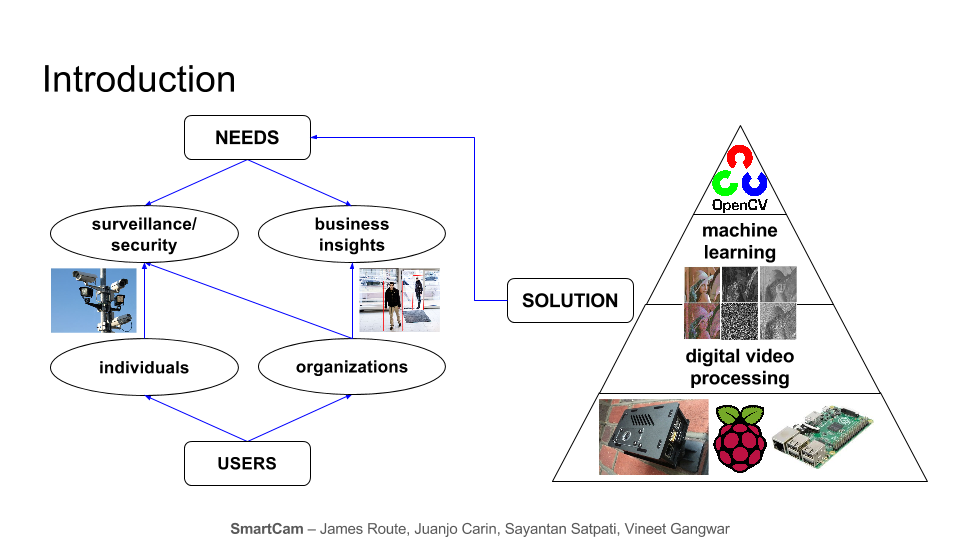 Introduction
NEEDS
surveillance/
security
business
insights
individuals
organizations
USERS
SOLUTION
OpenCV
machine
learning
digital video
processing
SmartCam – James Route, Juanjo Carin, Sayantan Satpati, Vineet Gangwar